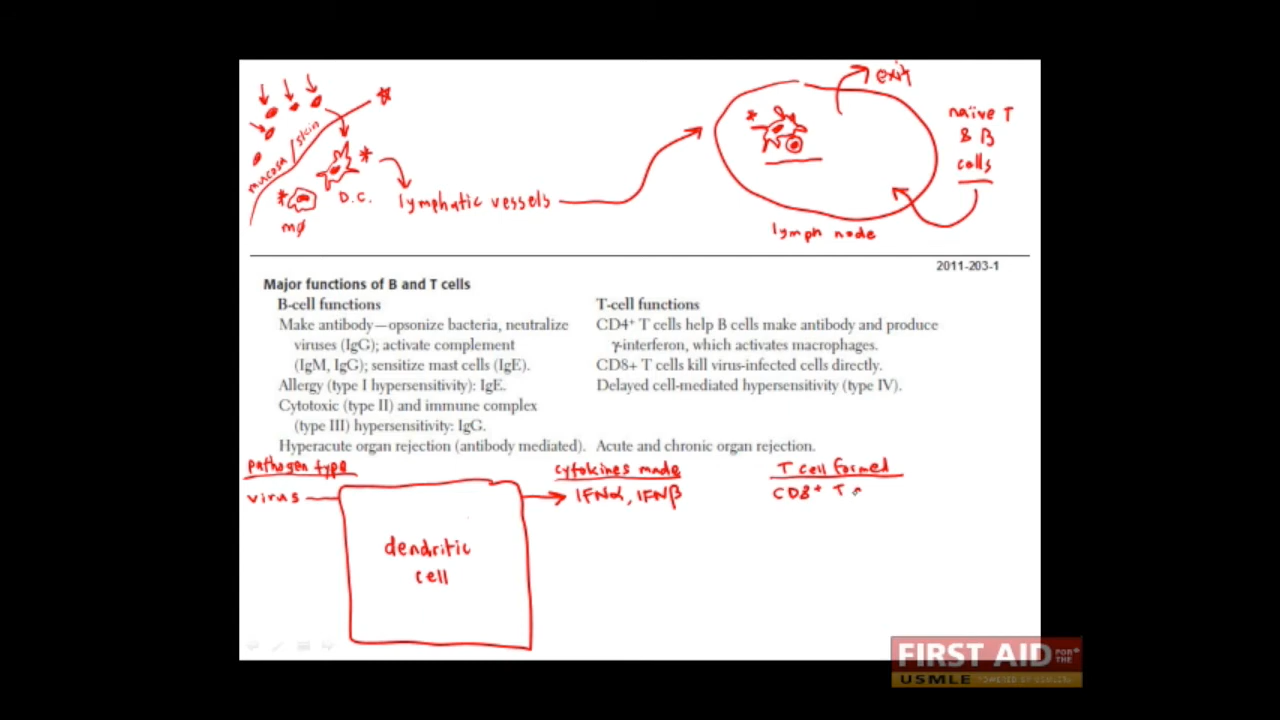 exit
naïve T
& B
cells
mucosa/skin
D.C.
mø
lymphatic vessels
lymph node
2011-203-1
Major functions of B and T cells
B-cell functions
Make antibody—opsonize bacteria, neutralize
viruses (IgG); activate complement
(IgM, IgG); sensitize mast cells (IgE).
Allergy (type I hypersensitivity): IgE.
Cytotoxic (type II) and immune complex
(type III) hypersensitivity: IgG.
Hyperacute organ rejection (antibody mediated).
T-cell functions
CD4⁺ T cells help B cells make antibody and produce
γ-interferon, which activates macrophages.
CD8+ T cells kill virus-infected cells directly.
Delayed cell-mediated hypersensitivity (type IV).
Acute and chronic organ rejection.
pathogen type
cytokines made
T cell formed
virus
IFNα, IFNβ
CD8⁺ T c
dendritic
cell
FIRST AID FOR THE®
USMLE